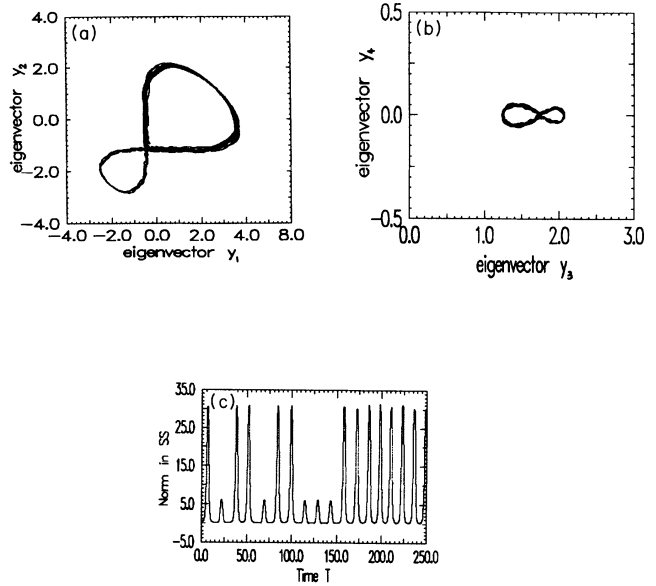 (a)
4.0
2.0
0.0
−2.0
−4.0
eigenvector y₂
−4.0 −2.0 0.0 2.0 4.0 6.0 8.0
eigenvector y₁
(b)
0.5
0.0
−0.5
eigenvector y₄
0.0 1.0 2.0 3.0
eigenvector y₃
(c)
35.0
25.0
15.0
5.0
−5.0
Norm in SS
0.0 50.0 100.0 150.0 200.0 250.0
Time T